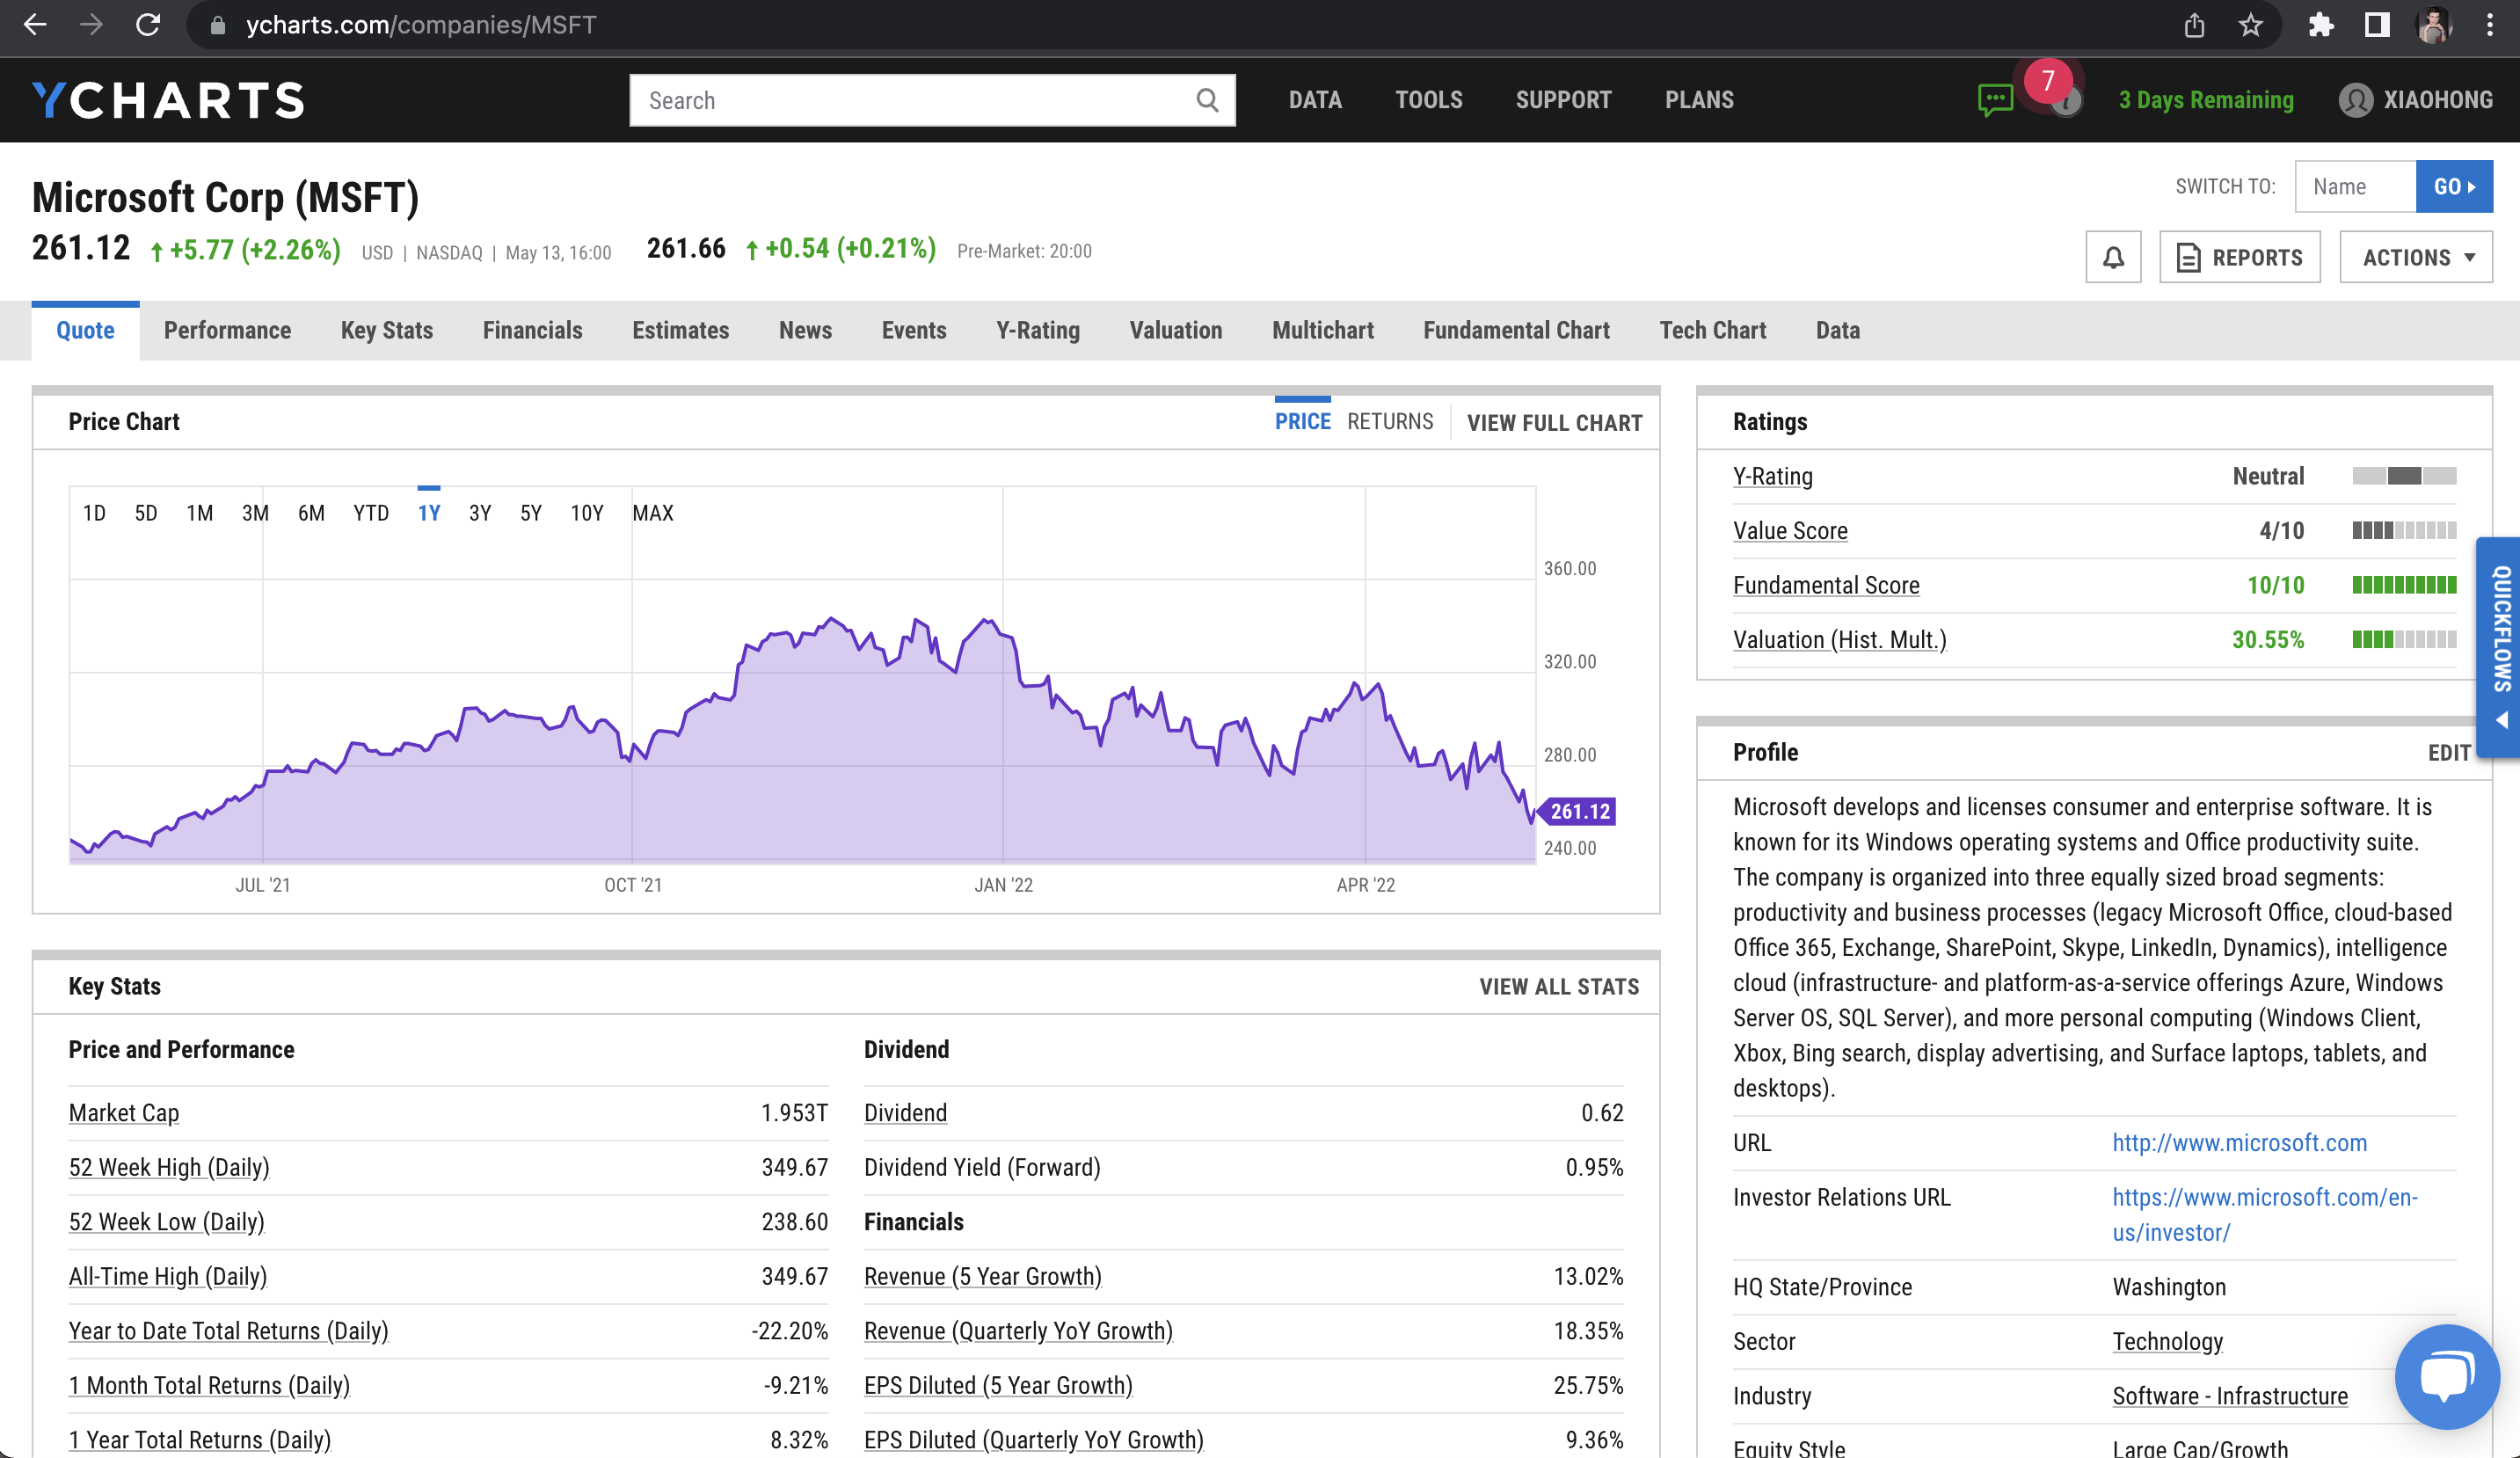 ycharts.com/companies/MSFT
YCHARTS
Search
DATA
TOOLS
SUPPORT
PLANS
7
3 Days Remaining
XIAOHONG
Microsoft Corp (MSFT)
SWITCH TO:
Name
GO
261.12 +5.77 (+2.26%) USD | NASDAQ | May 13, 16:00 261.66 +0.54 (+0.21%) Pre-Market: 20:00
REPORTS
ACTIONS
Quote
Performance
Key Stats
Financials
Estimates
News
Events
Y-Rating
Valuation
Multichart
Fundamental Chart
Tech Chart
Data
Price Chart
PRICE
RETURNS
VIEW FULL CHART
1D 5D 1M 3M 6M YTD 1Y 3Y 5Y 10Y MAX
360.00
320.00
280.00
261.12
240.00
JUL '21
OCT '21
JAN '22
APR '22
Key Stats
VIEW ALL STATS
Price and Performance
Market Cap 1.953T
52 Week High (Daily) 349.67
52 Week Low (Daily) 238.60
All-Time High (Daily) 349.67
Year to Date Total Returns (Daily) -22.20%
1 Month Total Returns (Daily) -9.21%
1 Year Total Returns (Daily) 8.32%
Dividend
Dividend 0.62
Dividend Yield (Forward) 0.95%
Financials
Revenue (5 Year Growth) 13.02%
Revenue (Quarterly YoY Growth) 18.35%
EPS Diluted (5 Year Growth) 25.75%
EPS Diluted (Quarterly YoY Growth) 9.36%
Ratings
Y-Rating Neutral
Value Score 4/10
Fundamental Score 10/10
Valuation (Hist. Mult.) 30.55%
QUICKFLOWS
Profile
EDIT
Microsoft develops and licenses consumer and enterprise software. It is
known for its Windows operating systems and Office productivity suite.
The company is organized into three equally sized broad segments:
productivity and business processes (legacy Microsoft Office, cloud-based
Office 365, Exchange, SharePoint, Skype, LinkedIn, Dynamics), intelligence
cloud (infrastructure- and platform-as-a-service offerings Azure, Windows
Server OS, SQL Server), and more personal computing (Windows Client,
Xbox, Bing search, display advertising, and Surface laptops, tablets, and
desktops).
URL http://www.microsoft.com
Investor Relations URL https://www.microsoft.com/en-
us/investor/
HQ State/Province Washington
Sector Technology
Industry Software - Infrastructure
Equity Style Large Cap/Growth